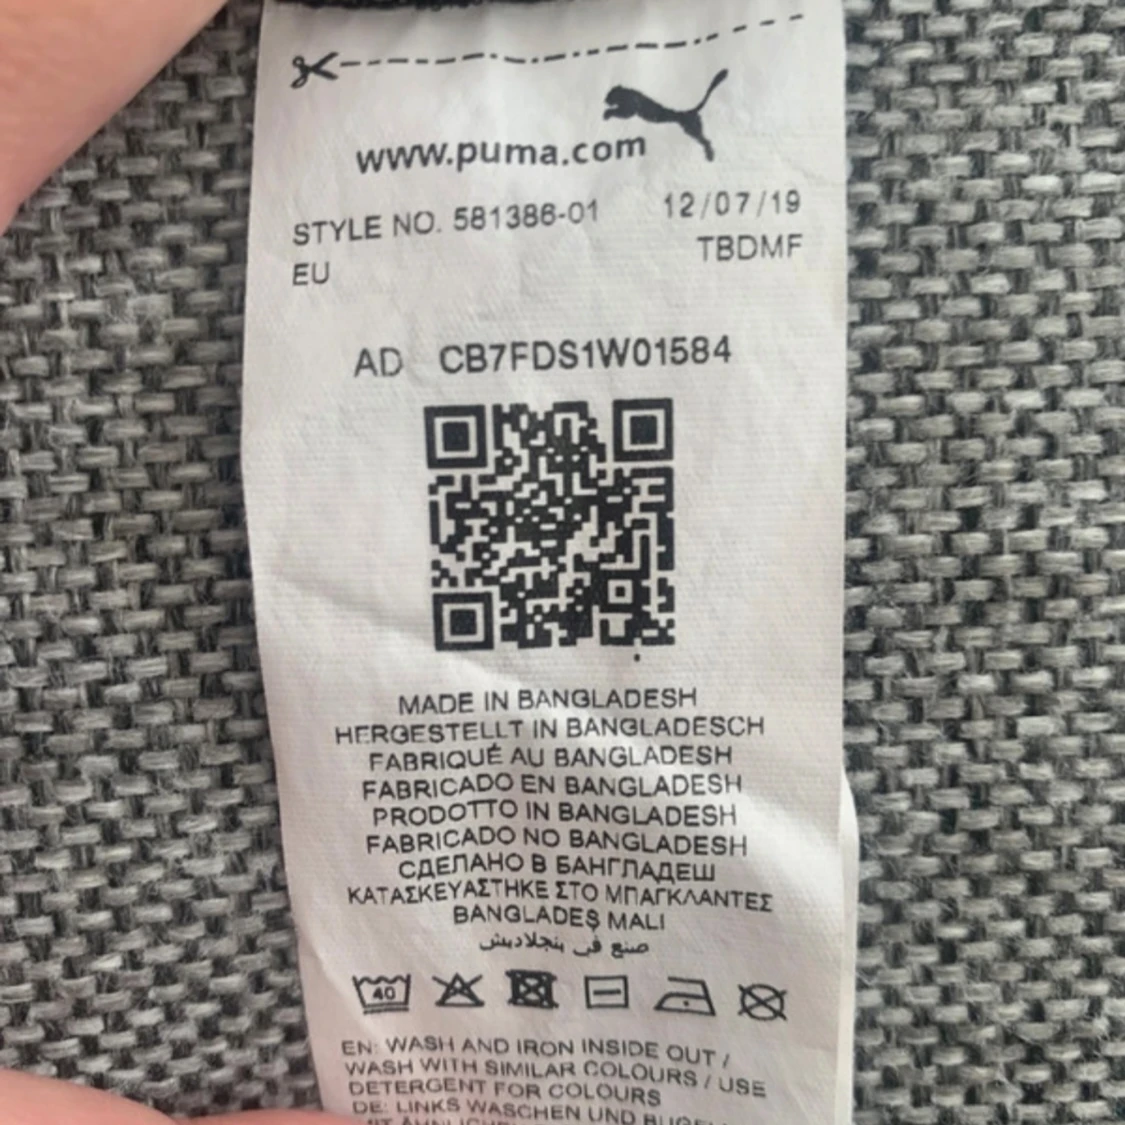 www.puma.com
STYLE NO. 581386-01 12/07/19
EU TBDMF
AD CB7FDS1W01584
MADE IN BANGLADESH
HERGESTELLT IN BANGLADESCH
FABRIQUÉ AU BANGLADESH
FABRICADO EN BANGLADESH
PRODOTTO IN BANGLADESH
FABRICADO NO BANGLADESH
СДЕЛАНО В БАНГЛАДЕШ
ΚΑΤΑΣΚΕΥΑΣΤΗΚΕ ΣΤΟ ΜΠΑΓΚΛΑΝΤΕΣ
BANGLADEŞ MALI
صنع في بنجلاديش
40
EN: WASH AND IRON INSIDE OUT /
WASH WITH SIMILAR COLOURS / USE
DETERGENT FOR COLOURS
DE: LINKS WASCHEN UND